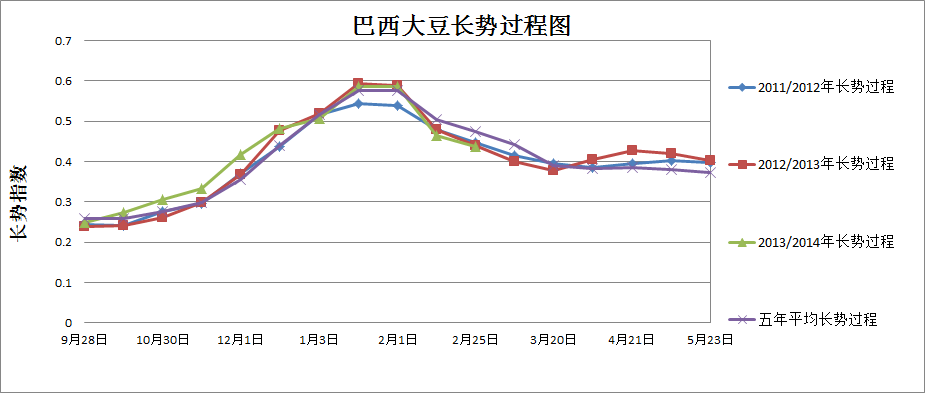 巴西大豆长势过程图
长势指数
0.7
0.6
0.5
0.4
0.3
0.2
0.1
0
9月28日
10月30日
12月1日
1月3日
2月1日
2月25日
3月20日
4月21日
5月23日
2011/2012年长势过程
2012/2013年长势过程
2013/2014年长势过程
五年平均长势过程